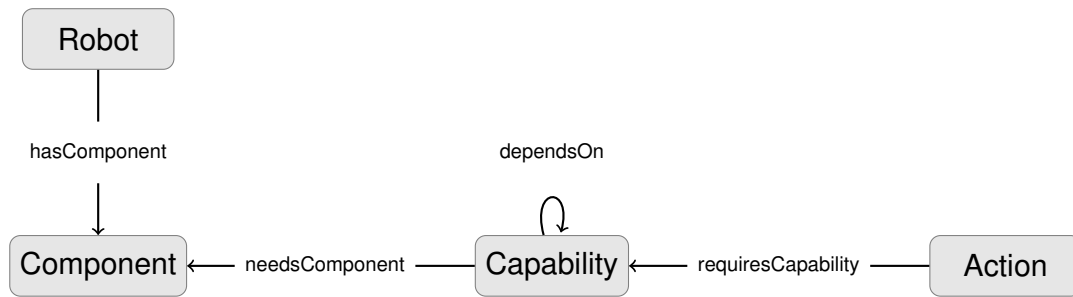 Robot
hasComponent
dependsOn
Component
needsComponent
Capability
requiresCapability
Action